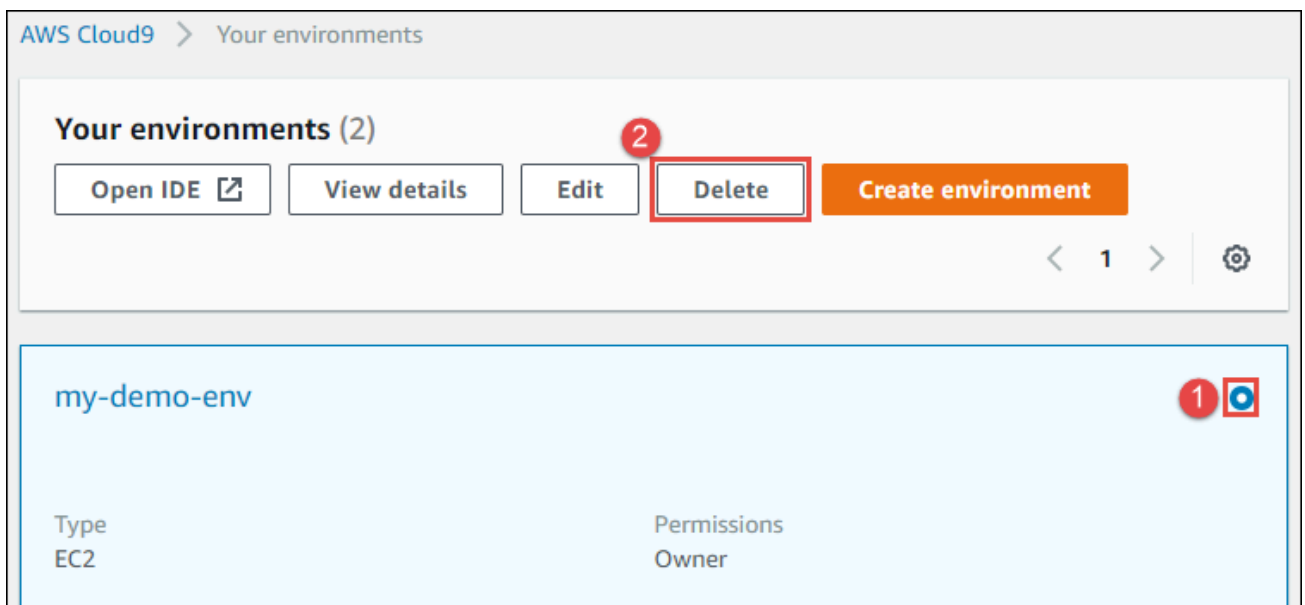 AWS Cloud9 > Your environments
Your environments (2)
2
Open IDE View details Edit Delete Create environment
< 1 >
my-demo-env
1
Type Permissions
EC2 Owner